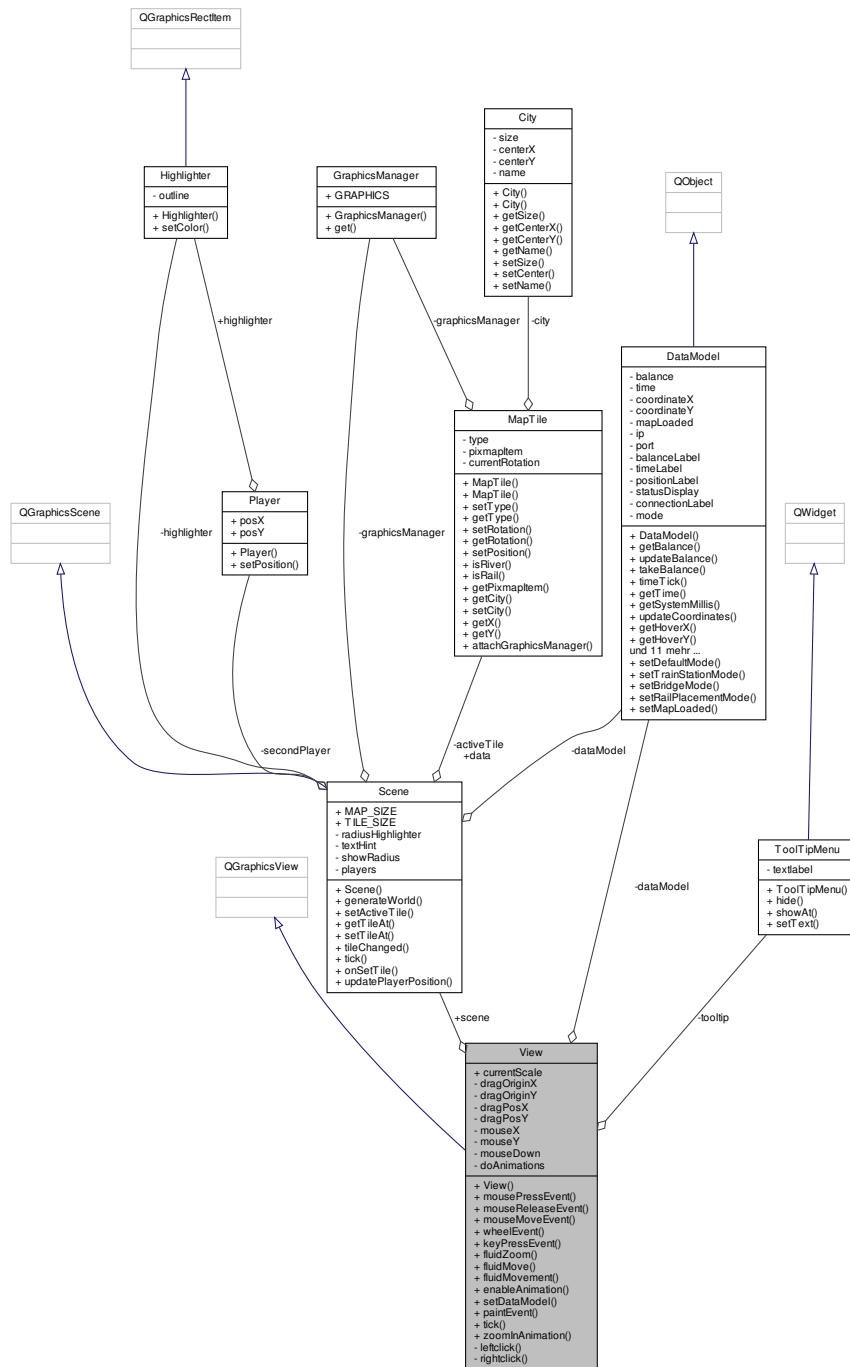 QGraphicsRectItem
City
- size
- centerX
- centerY
- name
+ City()
+ City()
+ getSize()
+ getCenterX()
+ getCenterY()
+ getName()
+ setSize()
+ setCenter()
+ setName()
Highlighter
- outline
+ Highlighter()
+ setColor()
GraphicsManager
+ GRAPHICS
+ GraphicsManager()
+ get()
QObject
+highlighter
-graphicsManager
-city
DataModel
- balance
- time
- coordinateX
- coordinateY
- mapLoaded
- ip
- port
- balanceLabel
- timeLabel
- positionLabel
- statusDisplay
- connectionLabel
- mode
+ DataModel()
+ getBalance()
+ updateBalance()
+ takeBalance()
+ timeTick()
+ getTime()
+ getSystemMillis()
+ updateCoordinates()
+ getHoverX()
+ getHoverY()
und 11 mehr ...
+ setDefaultMode()
+ setTrainStationMode()
+ setBridgeMode()
+ setRailPlacementMode()
+ setMapLoaded()
MapTile
- type
- pixmapItem
- currentRotation
+ MapTile()
+ MapTile()
+ setType()
+ getType()
+ setRotation()
+ getRotation()
+ setPosition()
+ isRiver()
+ isRail()
+ getPixmapItem()
+ getCity()
+ setCity()
+ getX()
+ getY()
+ attachGraphicsManager()
Player
+ posX
+ posY
+ Player()
+ setPosition()
QGraphicsScene
QWidget
-highlighter
-graphicsManager
-secondPlayer
-activeTile
+data
-dataModel
Scene
+ MAP_SIZE
+ TILE_SIZE
- radiusHighlighter
- textHint
- showRadius
- players
+ Scene()
+ generateWorld()
+ setActiveTile()
+ getTileAt()
+ setTileAt()
+ tileChanged()
+ tick()
+ onSetTile()
+ updatePlayerPosition()
QGraphicsView
ToolTipMenu
- textlabel
+ ToolTipMenu()
+ hide()
+ showAt()
+ setText()
-dataModel
+scene
-tooltip
View
+ currentScale
- dragOriginX
- dragOriginY
- dragPosX
- dragPosY
- mouseX
- mouseY
- mouseDown
- doAnimations
+ View()
+ mousePressEvent()
+ mouseReleaseEvent()
+ mouseMoveEvent()
+ wheelEvent()
+ keyPressEvent()
+ fluidZoom()
+ fluidMove()
+ fluidMovement()
+ enableAnimation()
+ setDataModel()
+ paintEvent()
+ tick()
+ zoomInAnimation()
- leftclick()
- rightclick()